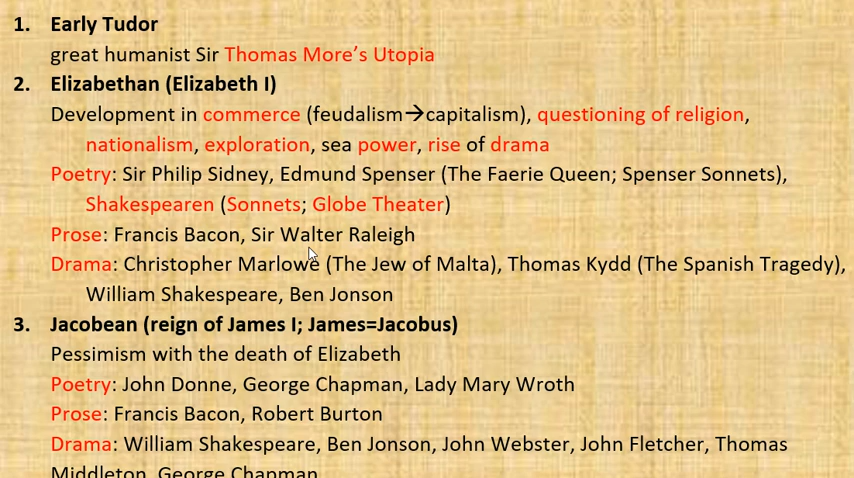 1. Early Tudor
great humanist Sir Thomas More's Utopia
2. Elizabethan (Elizabeth I)
Development in commerce (feudalism→capitalism), questioning of religion,
nationalism, exploration, sea power, rise of drama
Poetry: Sir Philip Sidney, Edmund Spenser (The Faerie Queen; Spenser Sonnets),
Shakespearen (Sonnets; Globe Theater)
Prose: Francis Bacon, Sir Walter Raleigh
Drama: Christopher Marlowe (The Jew of Malta), Thomas Kydd (The Spanish Tragedy),
William Shakespeare, Ben Jonson
3. Jacobean (reign of James I; James=Jacobus)
Pessimism with the death of Elizabeth
Poetry: John Donne, George Chapman, Lady Mary Wroth
Prose: Francis Bacon, Robert Burton
Drama: William Shakespeare, Ben Jonson, John Webster, John Fletcher, Thomas
Middleton, George Chapman